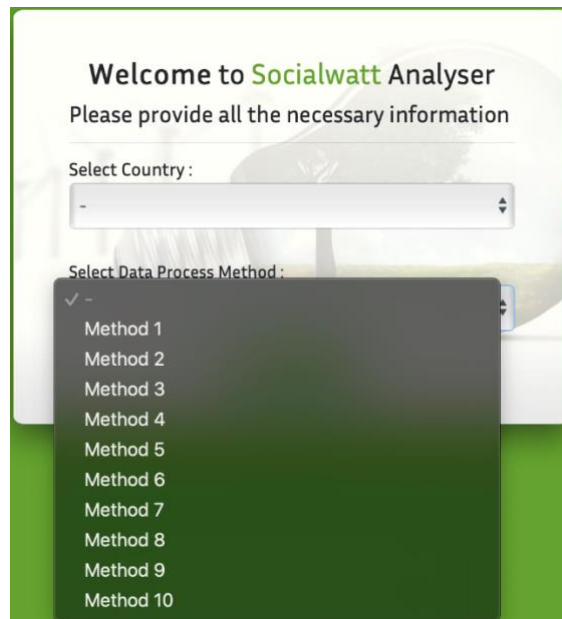 Welcome to Socialwatt Analyser
Please provide all the necessary information
Select Country :
-
Select Data Process Method :
✓ -
Method 1
Method 2
Method 3
Method 4
Method 5
Method 6
Method 7
Method 8
Method 9
Method 10